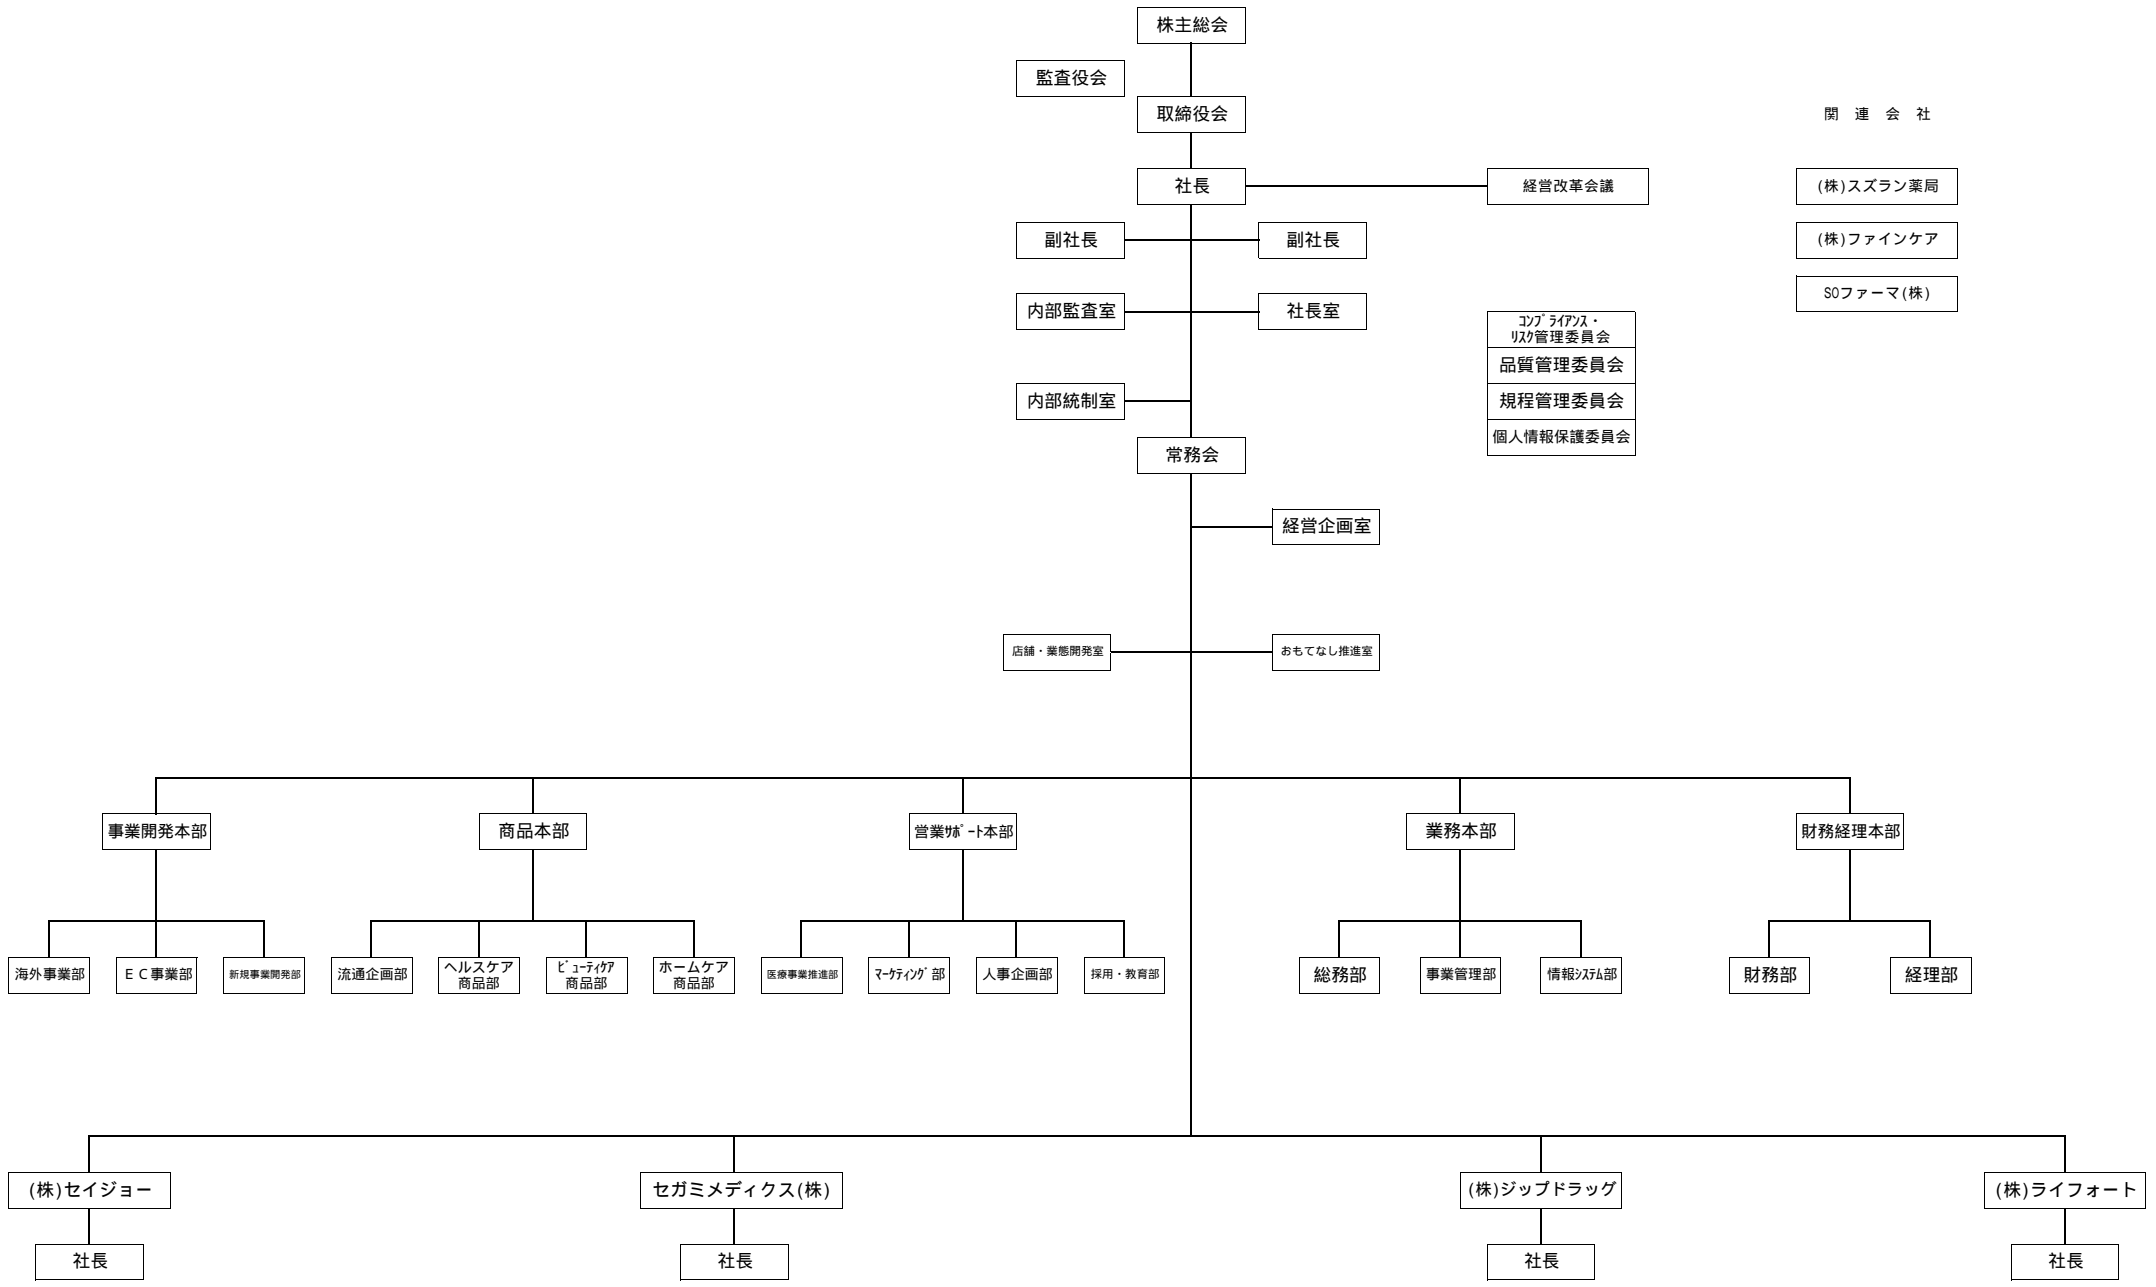 株主総会
監査役会
取締役会
関　連　会　社
社長
経営改革会議
(株)スズラン薬局
副社長
副社長
(株)ファインケア
内部監査室
社長室
SOファーマ(株)
ｺﾝﾌﾟﾗｲｱﾝｽ・
ﾘｽｸ管理委員会
品質管理委員会
内部統制室
規程管理委員会
個人情報保護委員会
常務会
経営企画室
店舗・業態開発室
おもてなし推進室
事業開発本部
商品本部
営業ｻﾎﾟｰﾄ本部
業務本部
財務経理本部
海外事業部
ＥＣ事業部
新規事業開発部
流通企画部
ヘルスケア
商品部
ﾋﾞｭｰﾃｨｹｱ
商品部
ホームケア
商品部
医療事業推進部
ﾏｰｹﾃｨﾝｸﾞ部
人事企画部
採用・教育部
総務部
事業管理部
情報ｼｽﾃﾑ部
財務部
経理部
(株)セイジョー
セガミメディクス(株)
(株)ジップドラッグ
(株)ライフォート
社長
社長
社長
社長